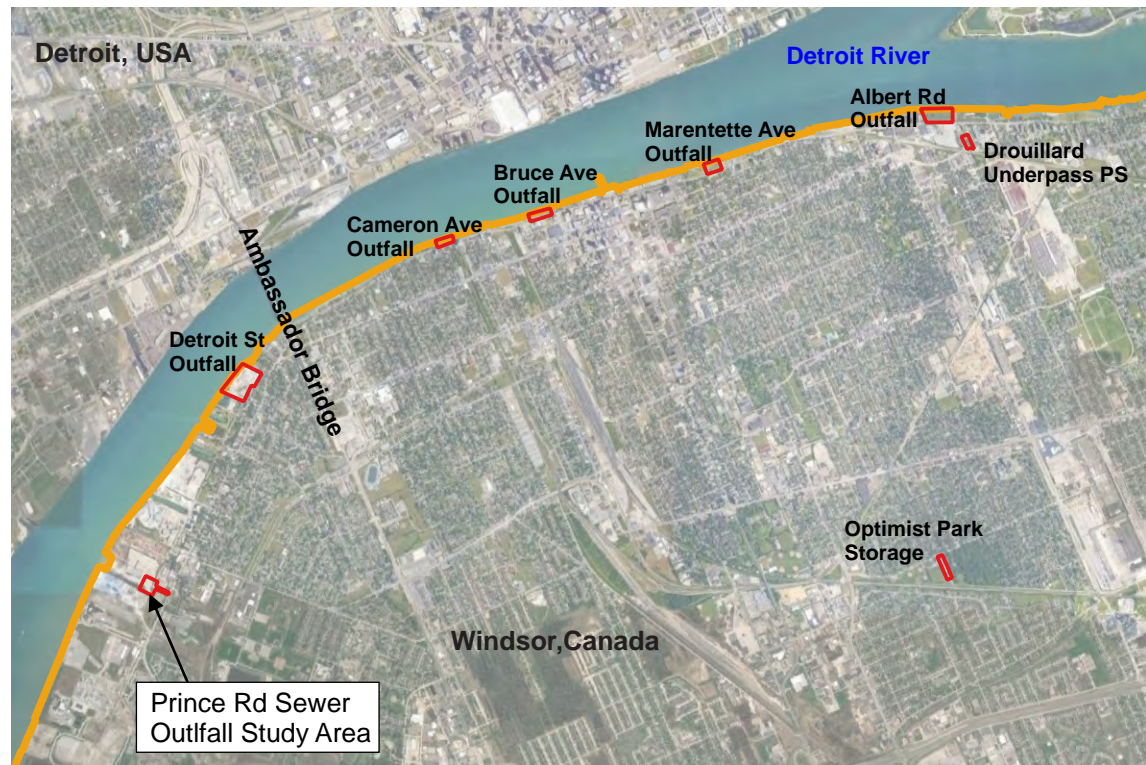 Detroit, USA
Detroit River
Albert Rd
Outfall
Marentette Ave
Outfall
Drouillard
Underpass PS
Bruce Ave
Outfall
Cameron Ave
Outfall
Ambassador Bridge
Detroit St
Outfall
Optimist Park
Storage
Windsor,Canada
Prince Rd Sewer
Outlfall Study Area